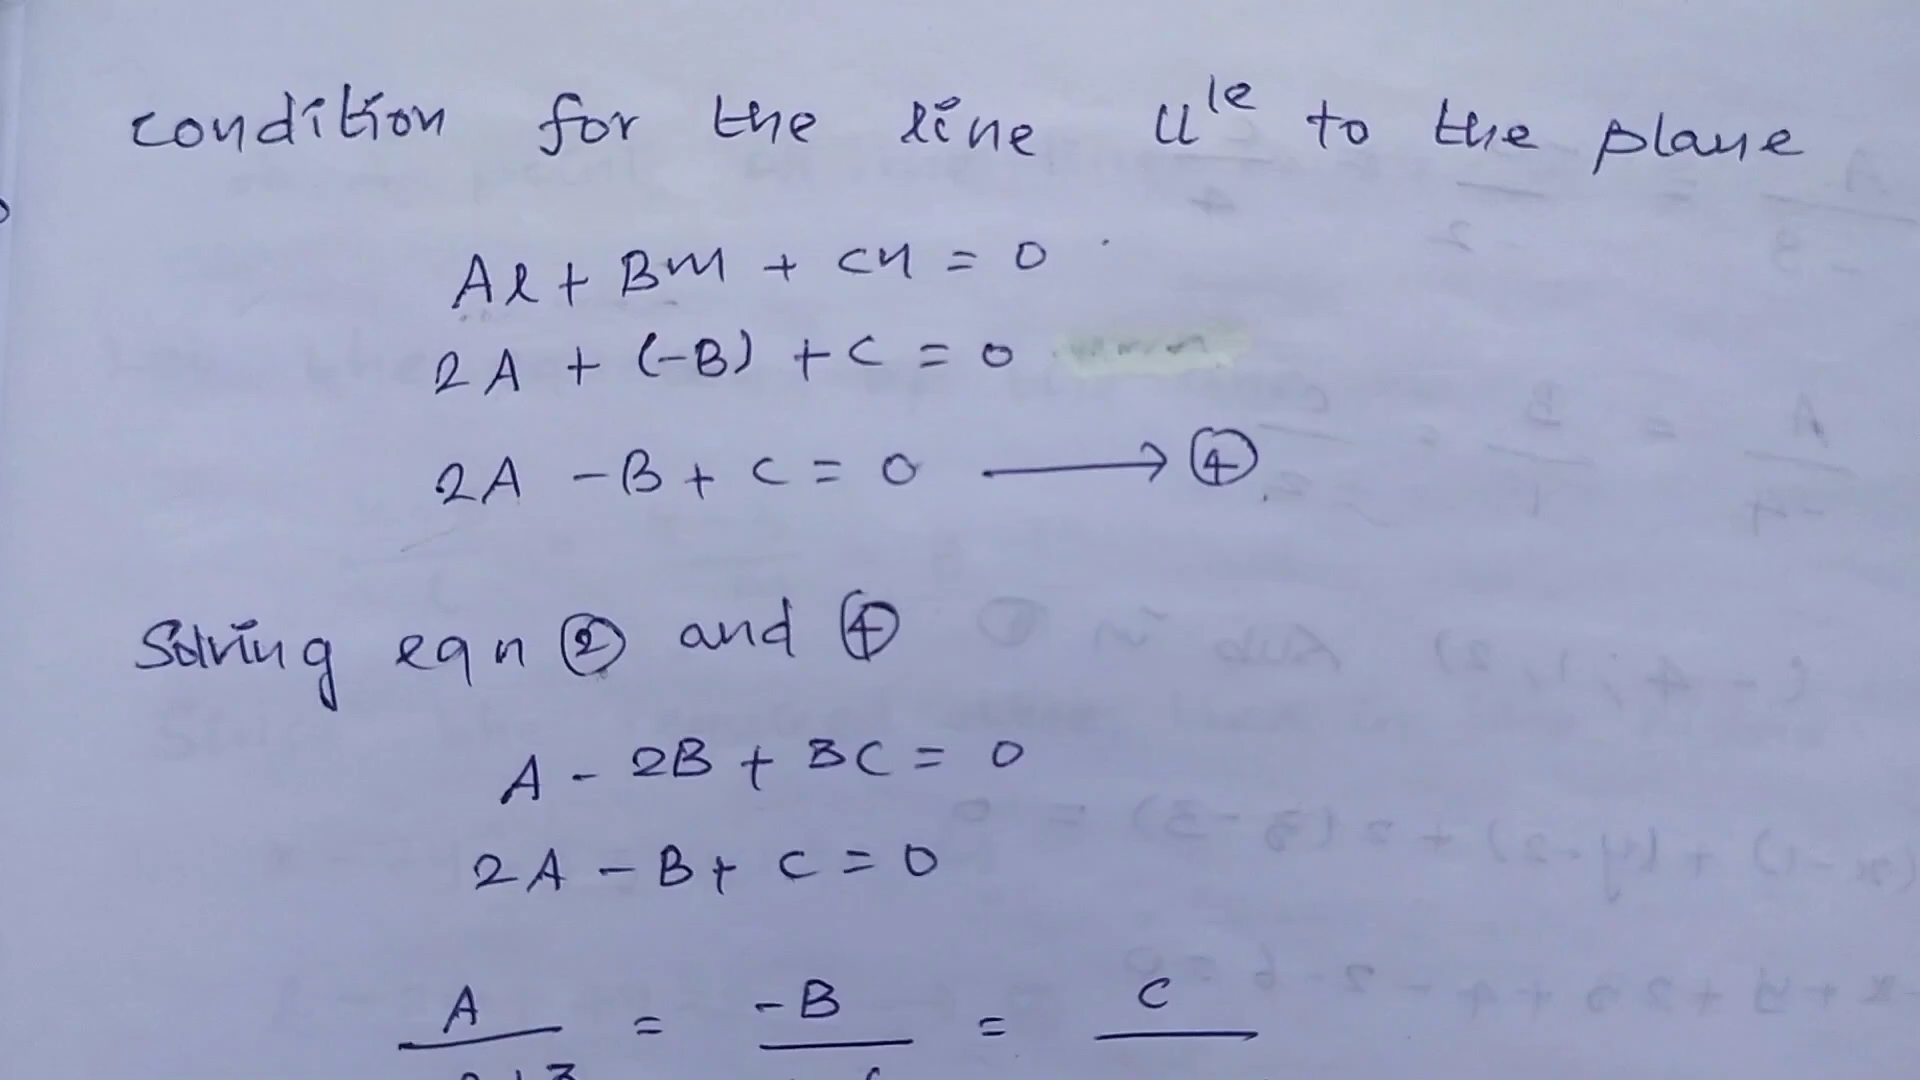 condition for the line ll^le to the plane
Al + Bm + Cn = 0
2A + (-B) + C = 0
2A - B + C = 0 ⟶ ④
Solving eqn ② and ④
A - 2B + 3C = 0
2A - B + C = 0
A = -B = C